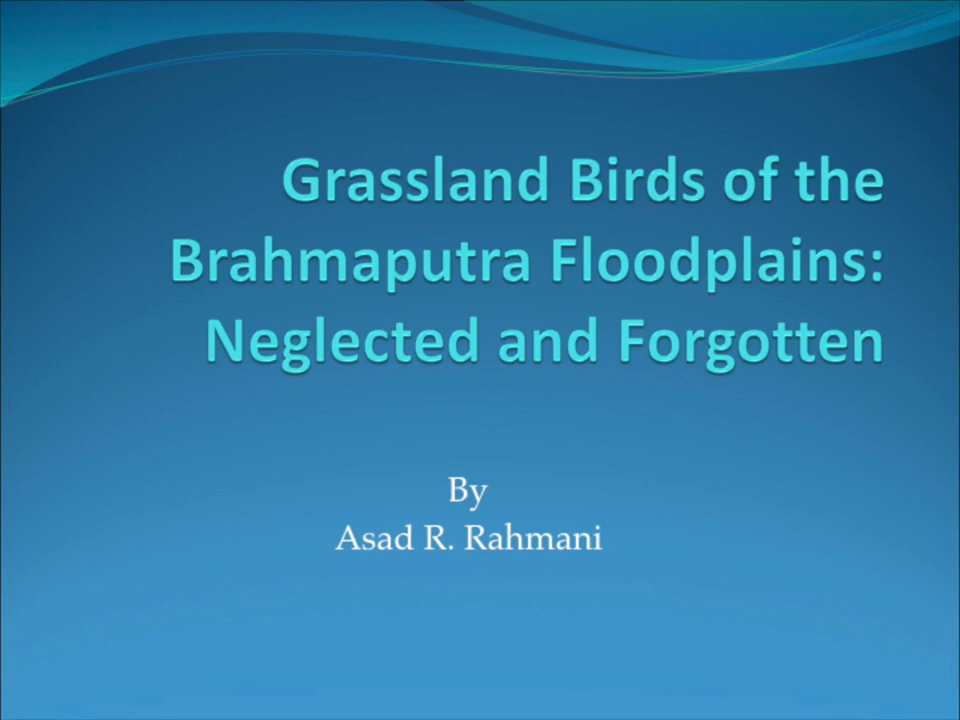 Grassland Birds of the
Brahmaputra Floodplains:
Neglected and Forgotten
By
Asad R. Rahmani